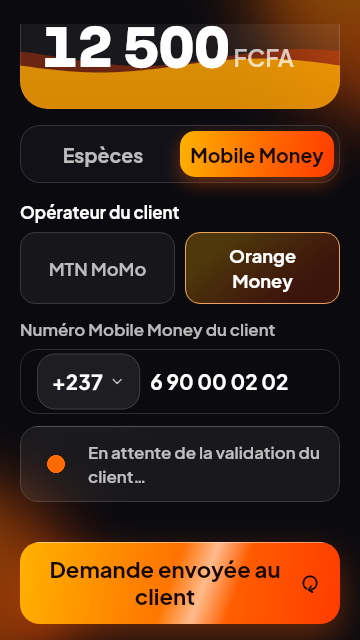 12 500 FCFA
Espèces
Mobile Money
Opérateur du client
MTN MoMo
Orange
Money
Numéro Mobile Money du client
+237 6 90 00 02 02
En attente de la validation du
client…
Demande envoyée au
client